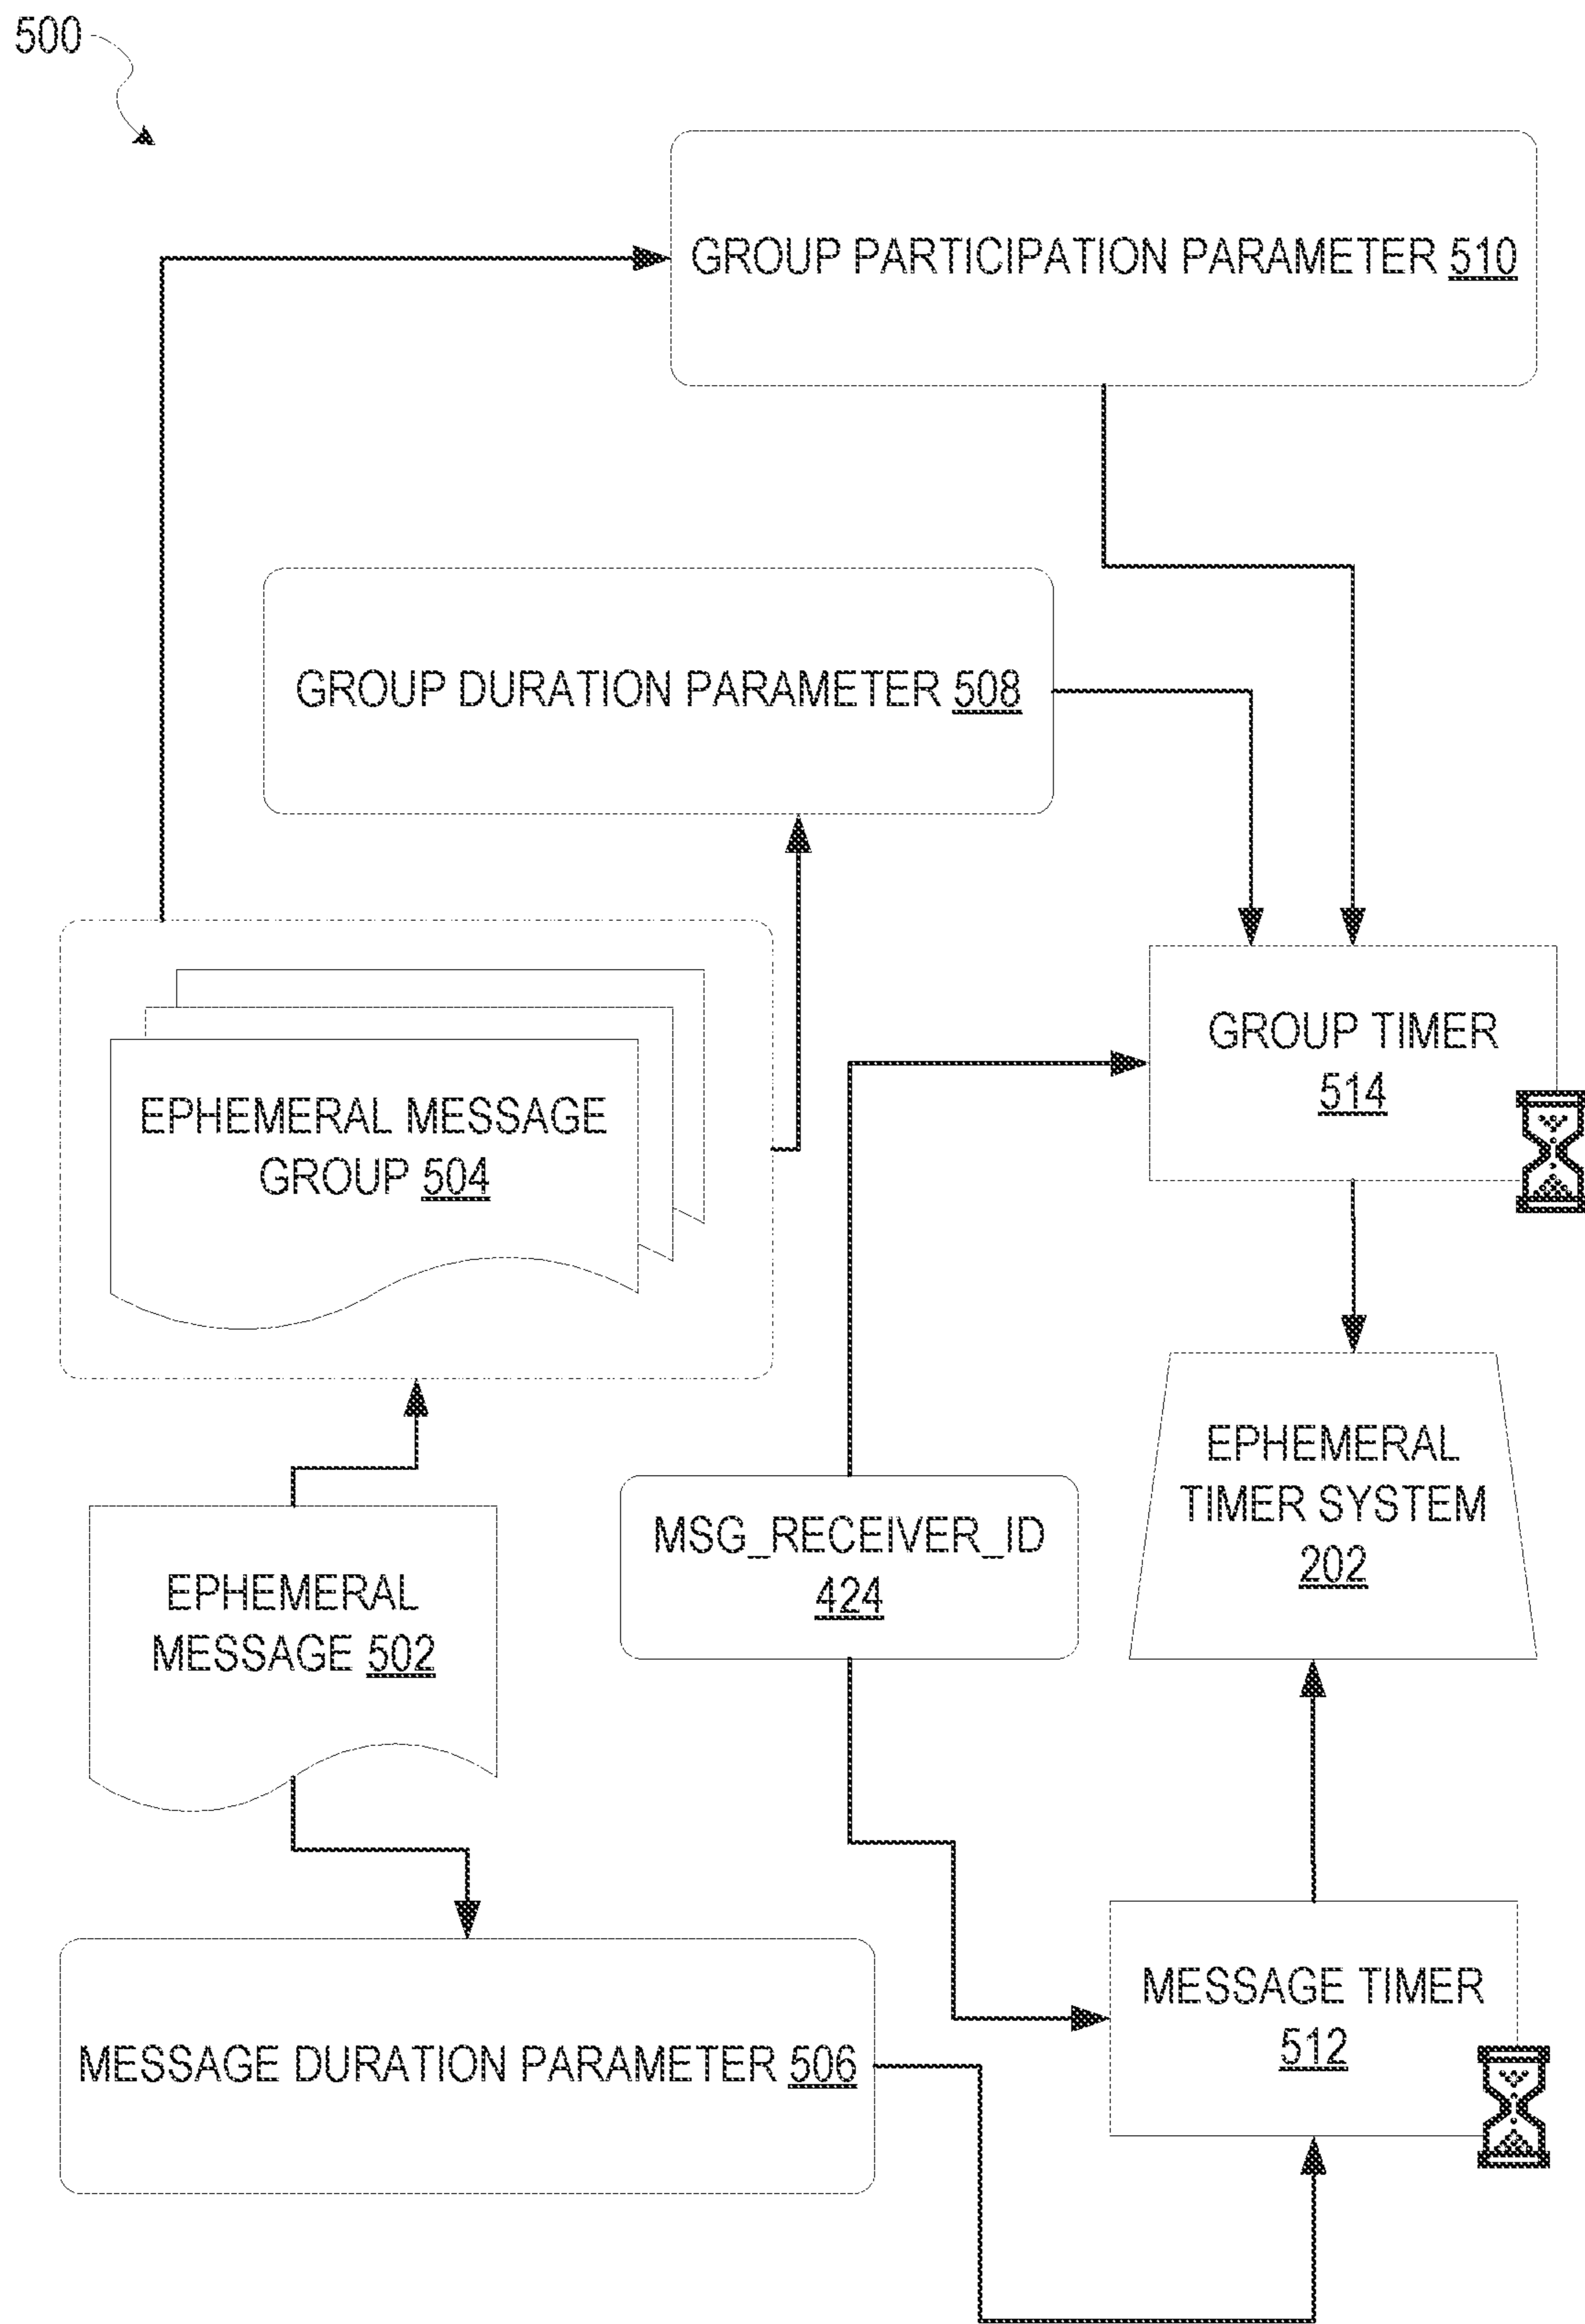 500
GROUP PARTICIPATION PARAMETER 510
GROUP DURATION PARAMETER 508
GROUP TIMER
514
EPHEMERAL MESSAGE
GROUP 504
EPHEMERAL
TIMER SYSTEM
202
MSG_RECEIVER_ID
424
EPHEMERAL
MESSAGE 502
MESSAGE TIMER
512
MESSAGE DURATION PARAMETER 506